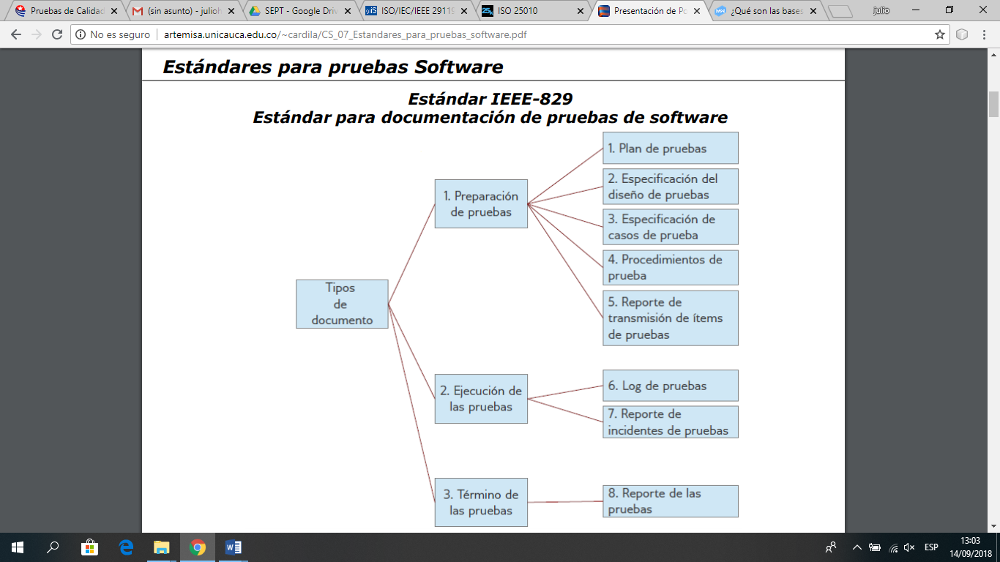 Pruebas de Calidad
(sin asunto) - julioh
SEPT - Google Driv
ISO/IEC/IEEE 29119
ISO 25010
Presentación de Po
¿Qué son las bases
julio
No es seguro
artemisa.unicauca.edu.co/~cardila/CS_07_Estandares_para_pruebas_software.pdf
Estándares para pruebas Software
Estándar IEEE-829
Estándar para documentación de pruebas de software
Tipos
de
documento
1. Preparación
de pruebas
1. Plan de pruebas
2. Especificación del
diseño de pruebas
3. Especificación de
casos de prueba
4. Procedimientos de
prueba
5. Reporte de
transmisión de ítems
de pruebas
2. Ejecución de
las pruebas
6. Log de pruebas
7. Reporte de
incidentes de pruebas
3. Término de
las pruebas
8. Reporte de las
pruebas
ESP
13:03
14/09/2018